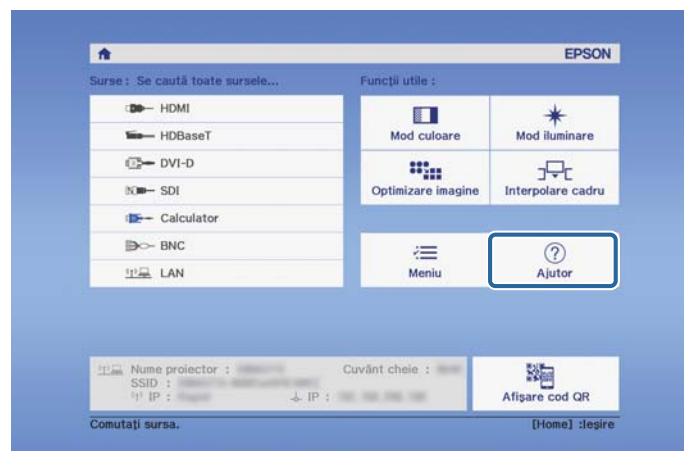 EPSON
Surse : Se caută toate sursele...
Funcții utile :
HDMI
HDBaseT
DVI-D
SDI
Calculator
BNC
LAN
Mod culoare
Mod iluminare
Optimizare imagine
Interpolare cadru
Meniu
Ajutor
Nume proiector :
Cuvânt cheie :
SSID :
IP :
IP :
Afișare cod QR
Comutați sursa.
[Home] :Ieșire